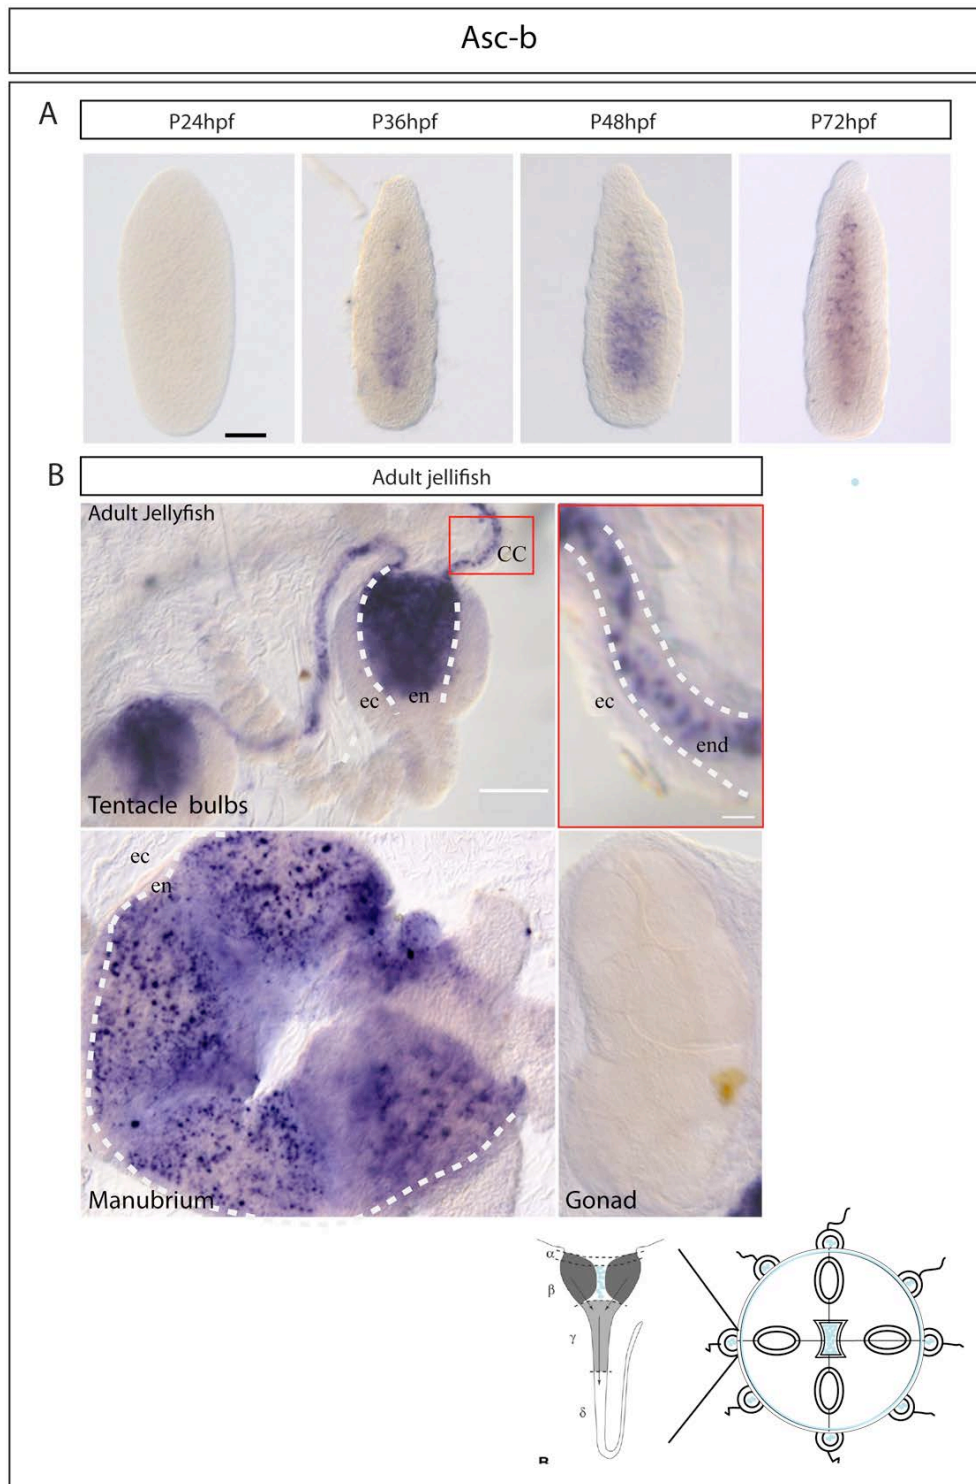 Asc-b
A
P24hpf P36hpf P48hpf P72hpf
B
Adult jellifish
Adult Jellyfish
CC
ec en
Tentacle bulbs
ec
end
ec
en
Manubrium
Gonad
α
β
γ
δ